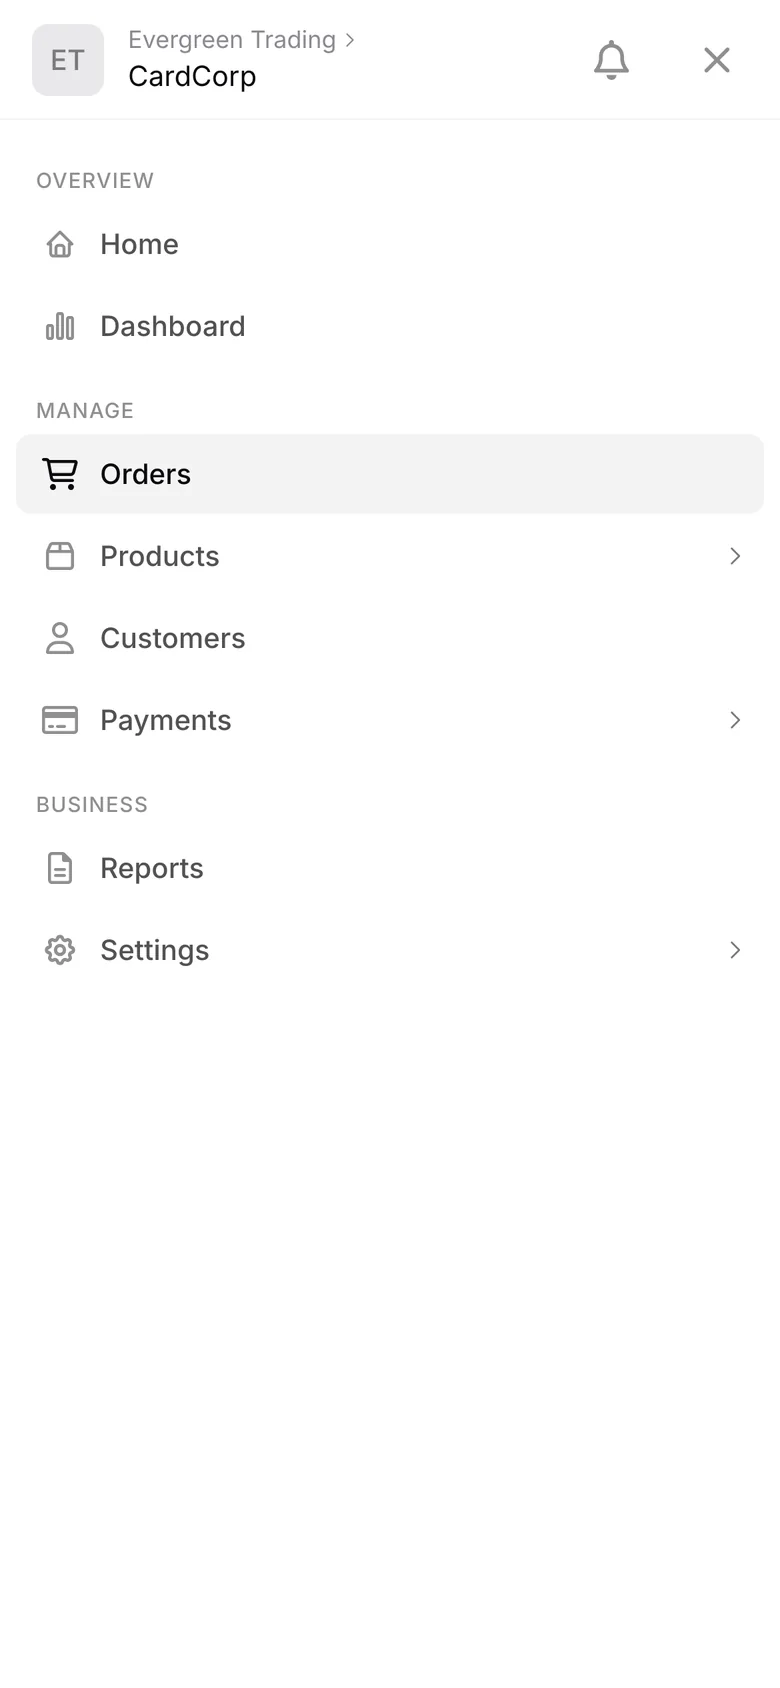 ET
Evergreen Trading
CardCorp
OVERVIEW
Home
Dashboard
MANAGE
Orders
Products
Customers
Payments
BUSINESS
Reports
Settings